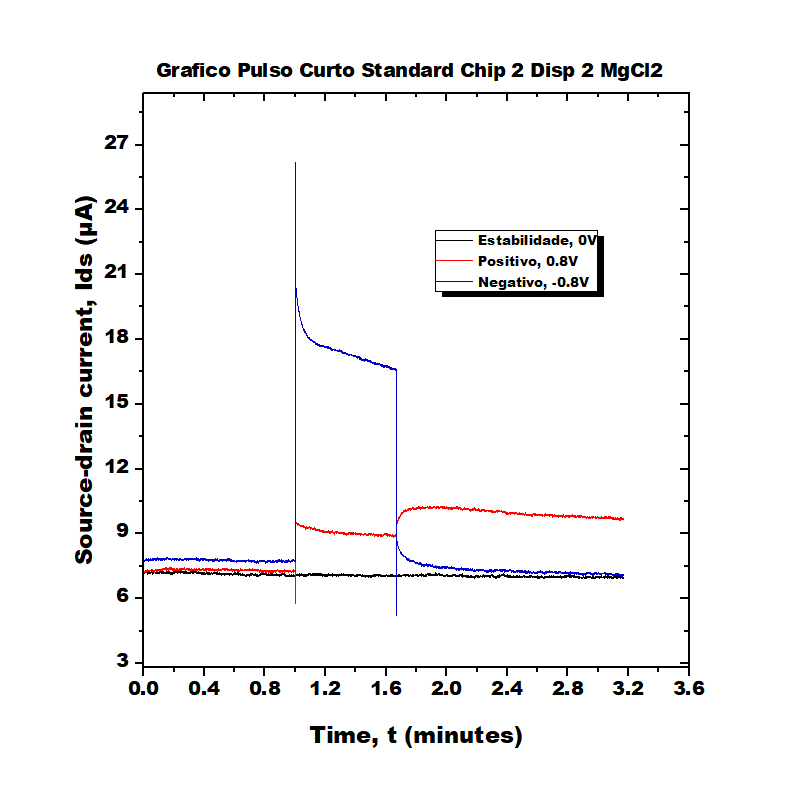 Grafico Pulso Curto Standard Chip 2 Disp 2 MgCl2
27
24
21
18
15
12
9
6
3
Source-drain current, Ids (µA)
Estabilidade, 0V
Positivo, 0.8V
Negativo, -0.8V
0.0 0.4 0.8 1.2 1.6 2.0 2.4 2.8 3.2 3.6
Time, t (minutes)